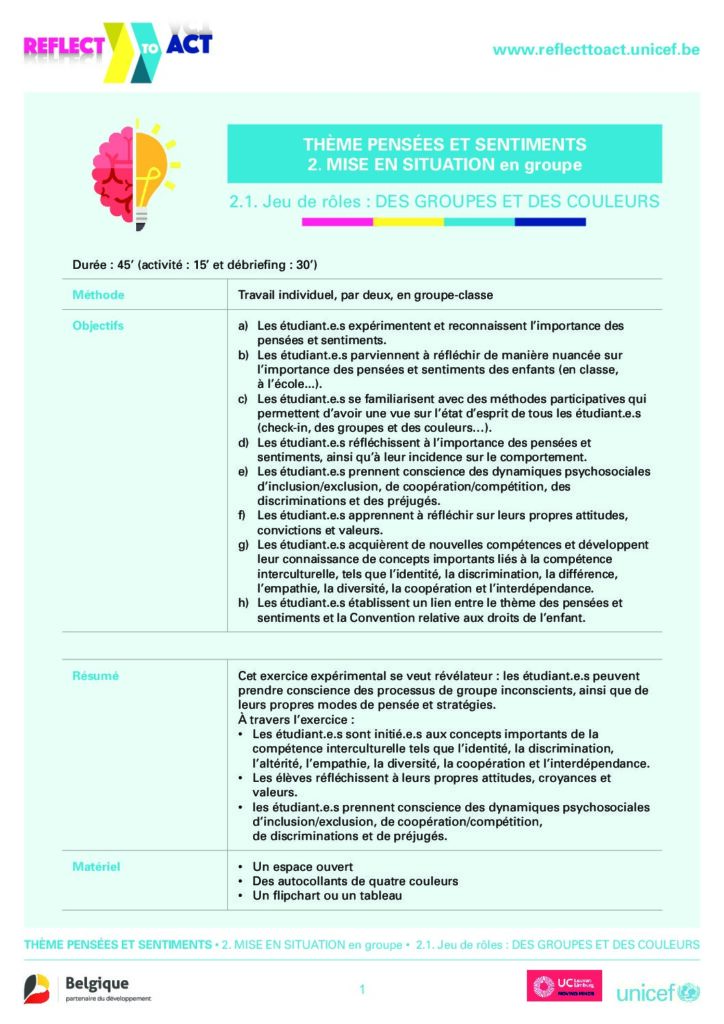 REFLECT TO ACT
www.reflecttoact.unicef.be
THÈME PENSÉES ET SENTIMENTS
2. MISE EN SITUATION en groupe
2.1. Jeu de rôles : DES GROUPES ET DES COULEURS
Durée : 45’ (activité : 15’ et débriefing : 30’)
Méthode
Travail individuel, par deux, en groupe-classe
Objectifs
a) Les étudiant.e.s expérimentent et reconnaissent l’importance des
pensées et sentiments.
b) Les étudiant.e.s parviennent à réfléchir de manière nuancée sur
l’importance des pensées et sentiments des enfants (en classe,
à l’école...).
c) Les étudiant.e.s se familiarisent avec des méthodes participatives qui
permettent d’avoir une vue sur l’état d’esprit de tous les étudiant.e.s
(check-in, des groupes et des couleurs…).
d) Les étudiant.e.s réfléchissent à l’importance des pensées et
sentiments, ainsi qu’à leur incidence sur le comportement.
e) Les étudiant.e.s prennent conscience des dynamiques psychosociales
d’inclusion/exclusion, de coopération/compétition, des
discriminations et des préjugés.
f) Les étudiant.e.s apprennent à réfléchir sur leurs propres attitudes,
convictions et valeurs.
g) Les étudiant.e.s acquièrent de nouvelles compétences et développent
leur connaissance de concepts importants liés à la compétence
interculturelle, tels que l’identité, la discrimination, la différence,
l’empathie, la diversité, la coopération et l’interdépendance.
h) Les étudiant.e.s établissent un lien entre le thème des pensées et
sentiments et la Convention relative aux droits de l’enfant.
Résumé
Cet exercice expérimental se veut révélateur : les étudiant.e.s peuvent
prendre conscience des processus de groupe inconscients, ainsi que de
leurs propres modes de pensée et stratégies.
À travers l’exercice :
• Les étudiant.e.s sont initié.e.s aux concepts importants de la
compétence interculturelle tels que l’identité, la discrimination,
l’altérité, l’empathie, la diversité, la coopération et l’interdépendance.
• Les élèves réfléchissent à leurs propres attitudes, croyances et
valeurs.
• les étudiant.e.s prennent conscience des dynamiques psychosociales
d’inclusion/exclusion, de coopération/compétition,
de discriminations et de préjugés.
Matériel
• Un espace ouvert
• Des autocollants de quatre couleurs
• Un flipchart ou un tableau
THÈME PENSÉES ET SENTIMENTS • 2. MISE EN SITUATION en groupe • 2.1. Jeu de rôles : DES GROUPES ET DES COULEURS
Belgique
partenaire du développement
1
UC Leuven
Limburg
unicef